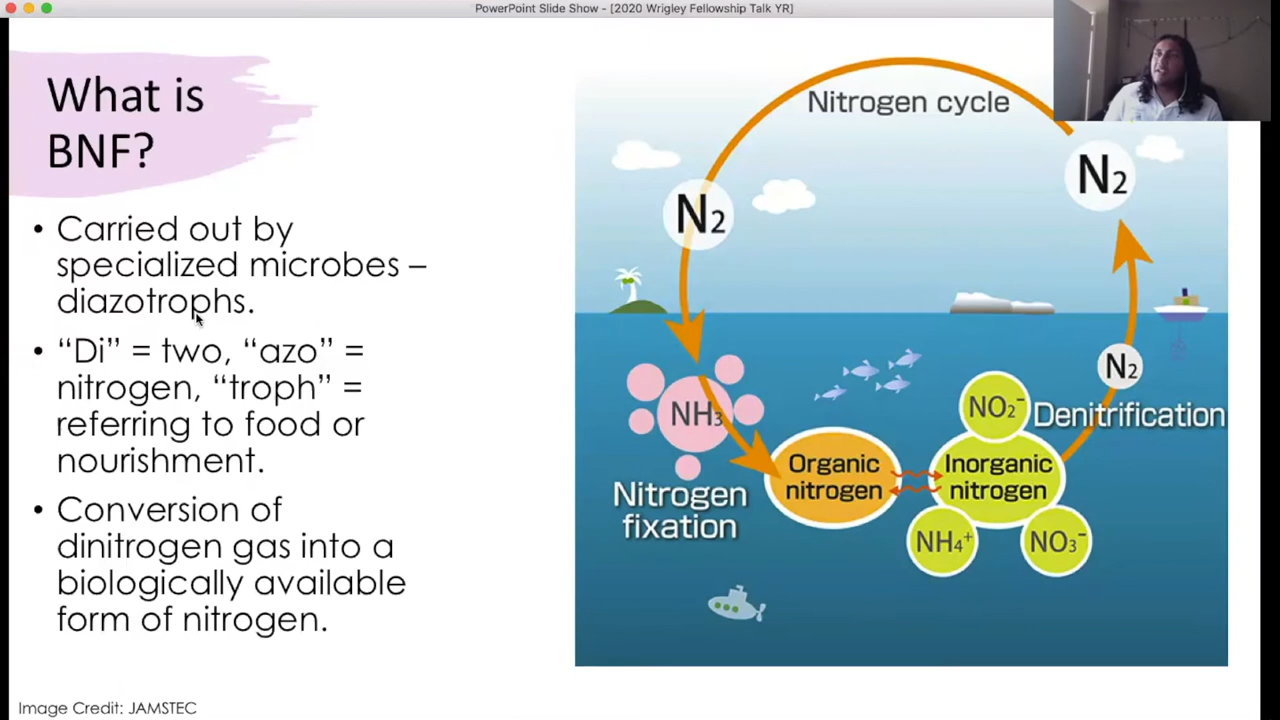 PowerPoint Slide Show - [2020 Wrigley Fellowship Talk YR]
What is
BNF?
• Carried out by
specialized microbes –
diazotrophs.
• “Di” = two, “azo” =
nitrogen, “troph” =
referring to food or
nourishment.
• Conversion of
dinitrogen gas into a
biologically available
form of nitrogen.
Image Credit: JAMSTEC
Nitrogen cycle
N₂
N₂
NH₃
Nitrogen
fixation
Organic
nitrogen
Inorganic
nitrogen
NO₂⁻
NH₄⁺
NO₃⁻
Denitrification
N₂